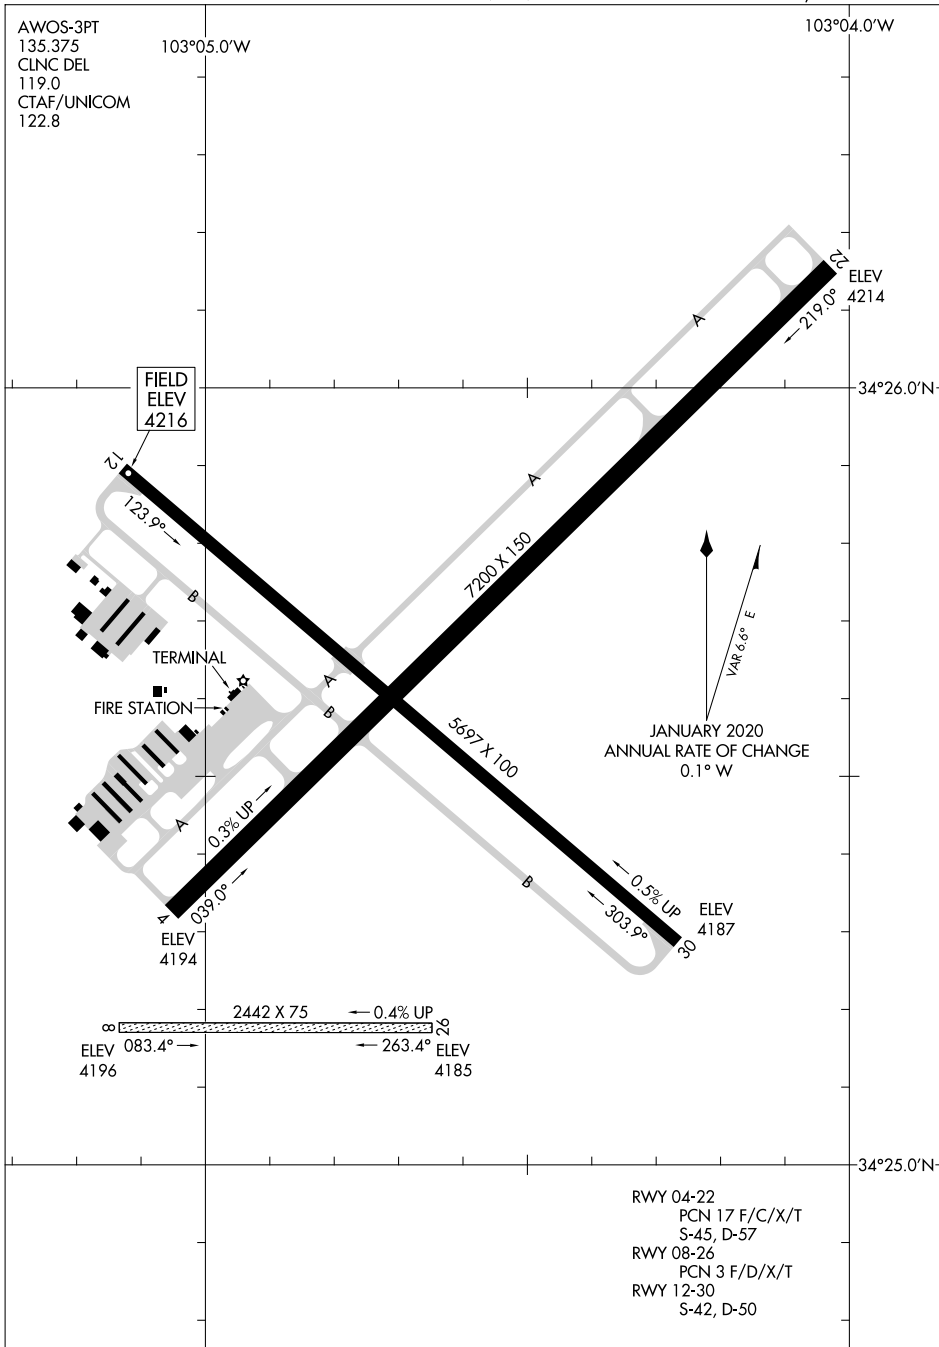 AWOS-3PT
135.375
CLNC DEL
119.0
CTAF/UNICOM
122.8
103°05.0'W
103°04.0'W
22
ELEV
4214
219.0°
A
34°26.0'N
FIELD
ELEV
4216
12
123.9°
A
7200 X 150
B
VAR 6.6° E
TERMINAL
A
FIRE STATION
B
5697 X 100
JANUARY 2020
ANNUAL RATE OF CHANGE
0.1° W
A
0.3% UP
039.0°
4
ELEV
4194
B
0.5% UP
303.9°
ELEV
4187
30
2442 X 75
0.4% UP
8
26
ELEV
4196
083.4°
263.4°
ELEV
4185
34°25.0'N
RWY 04-22
PCN 17 F/C/X/T
S-45, D-57
RWY 08-26
PCN 3 F/D/X/T
RWY 12-30
S-42, D-50